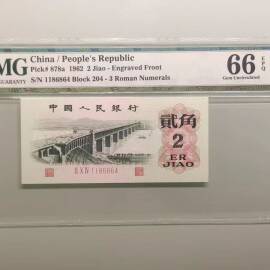 MG
GUARANTY
China / People's Republic
Pick# 878a 1962 2 Jiao - Engraved Front
S/N 1186864 Block 204 - 3 Roman Numerals
66 EPQ
Gem Uncirculated
中国人民银行
貳角
2
ER
JIAO
1186864